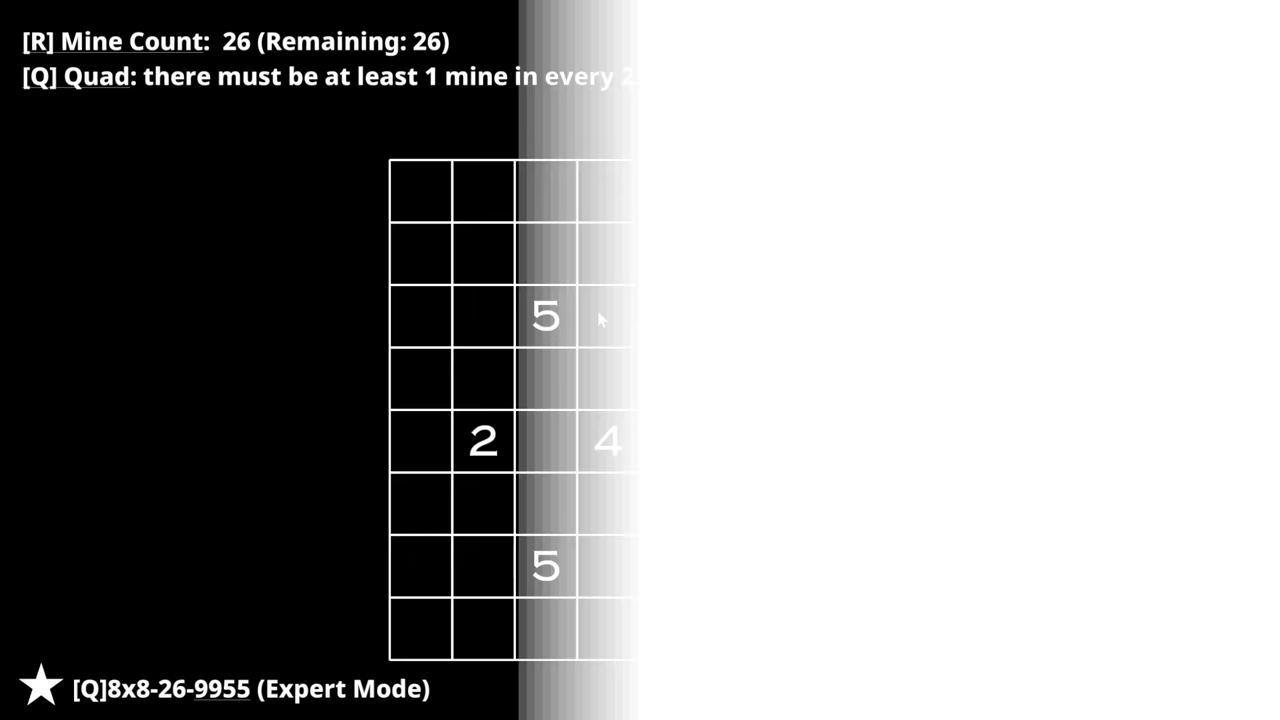 [R] Mine Count: 26 (Remaining: 26)
[Q] Quad: there must be at least 1 mine in every
5
2 4
5
[Q]8x8-26-9955 (Expert Mode)